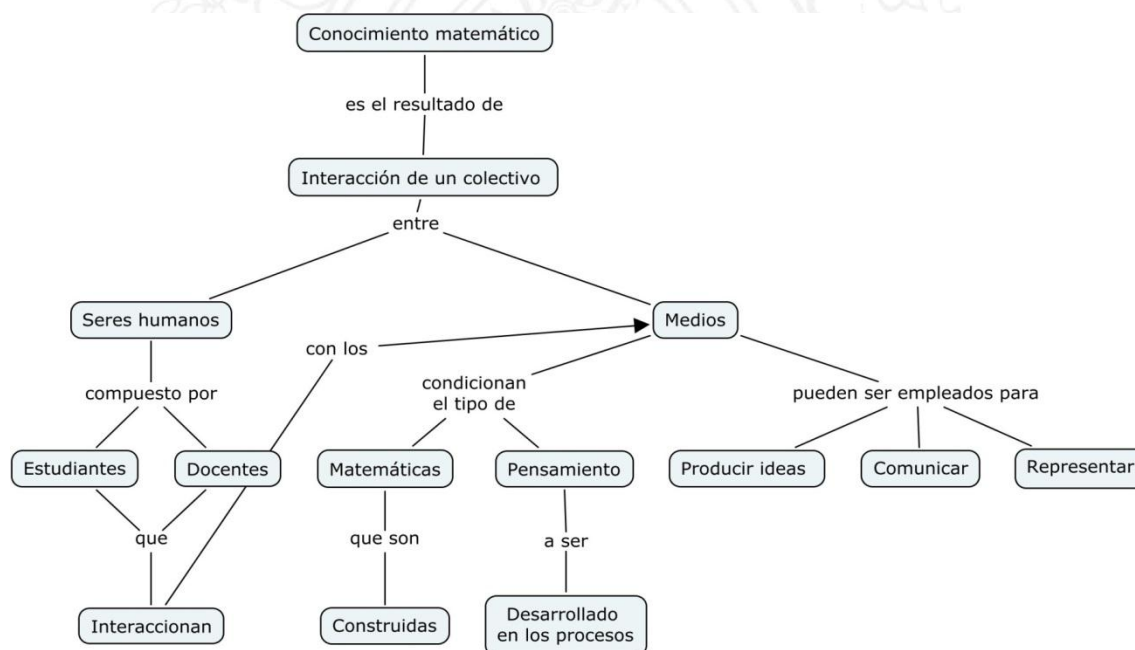 Conocimiento matemático
es el resultado de
Interacción de un colectivo
entre
Seres humanos
Medios
con los
compuesto por
condicionan
el tipo de
pueden ser empleados para
Estudiantes
Docentes
Matemáticas
Pensamiento
Producir ideas
Comunicar
Representar
que
que son
a ser
Interaccionan
Construidas
Desarrollado
en los procesos